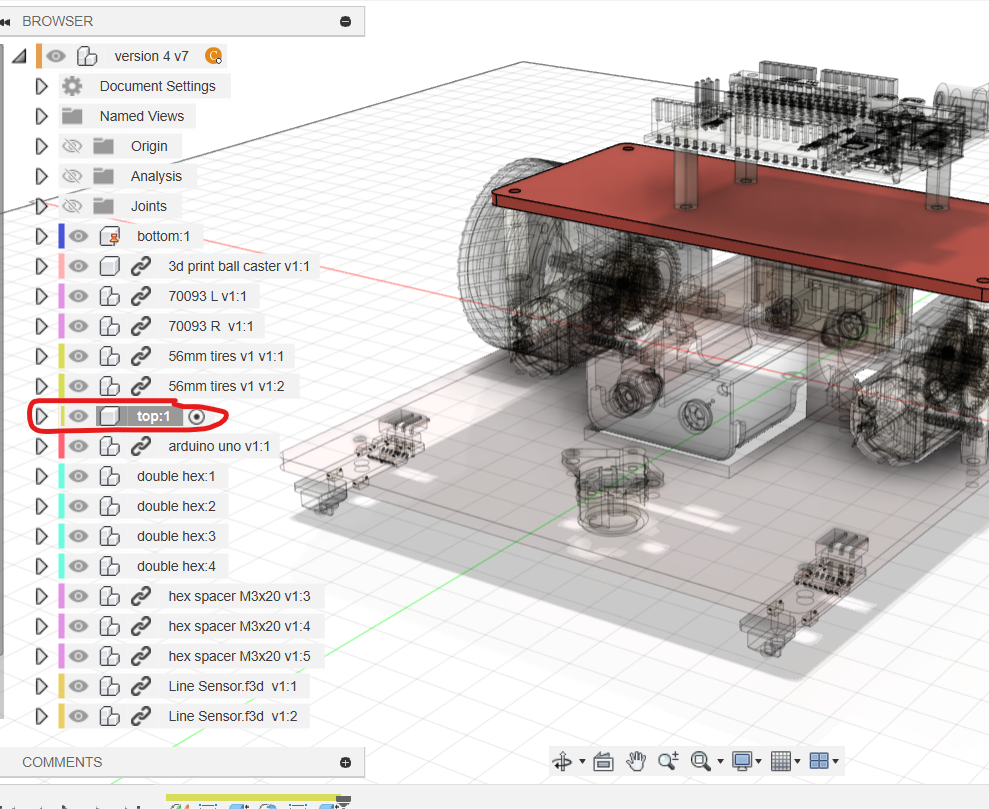 BROWSER
version 4 v7
Document Settings
Named Views
Origin
Analysis
Joints
bottom:1
3d print ball caster v1:1
70093 L v1:1
70093 R v1:1
56mm tires v1 v1:1
56mm tires v1 v1:2
top:1
arduino uno v1:1
double hex:1
double hex:2
double hex:3
double hex:4
hex spacer M3x20 v1:3
hex spacer M3x20 v1:4
hex spacer M3x20 v1:5
Line Sensor.f3d v1:1
Line Sensor.f3d v1:2
COMMENTS